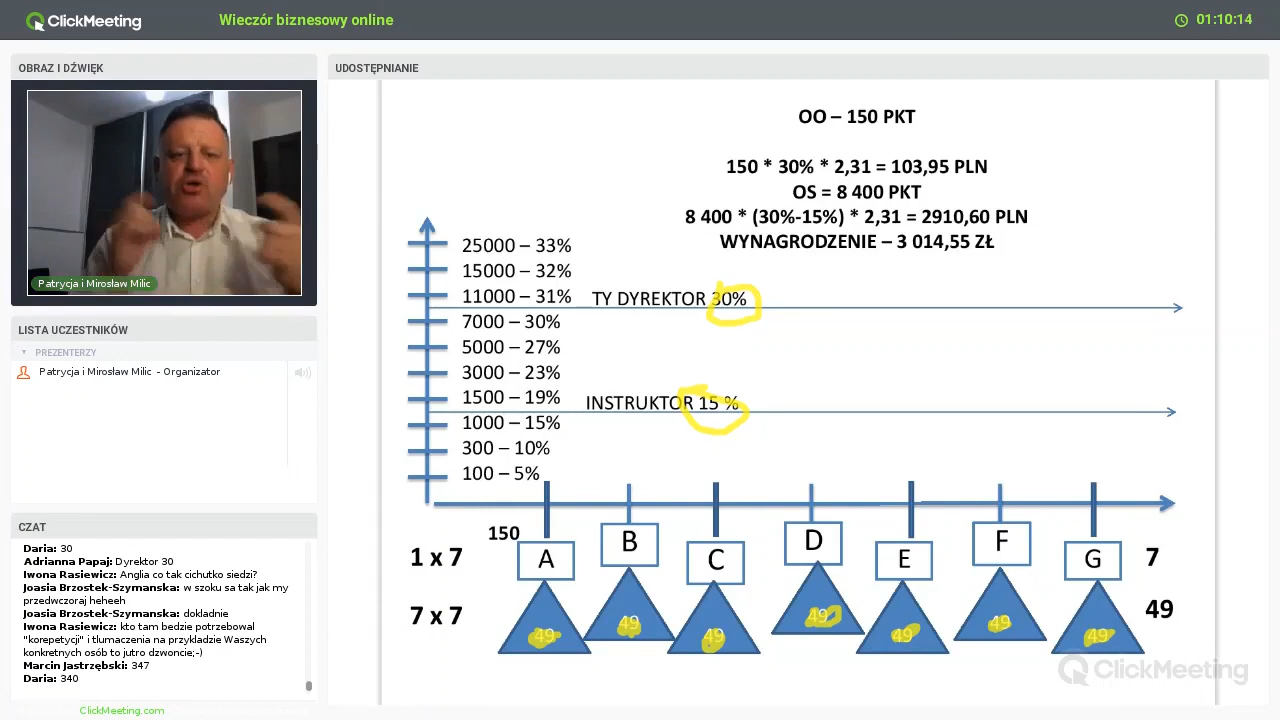 ClickMeeting
Wieczór biznesowy online
01:10:14
OBRAZ I DŹWIĘK
Patrycja i Mirosław Milic
LISTA UCZESTNIKÓW
PREZENTERZY
Patrycja i Mirosław Milic - Organizator
CZAT
Daria: 30
Adrianna Papaj: Dyrektor 30
Iwona Rasiewicz: Anglia co tak cichutko siedzi?
Joasia Brzostek-Szymanska: w szoku sa tak jak my
przedwczoraj heheeh
Joasia Brzostek-Szymanska: dokladnie
Iwona Rasiewicz: kto tam bedzie potrzebowal
"korepetycji" i tlumaczenia na przykladzie Waszych
konkretnych osób to jutro dzwoncie;-)
Marcin Jastrzębski: 347
Daria: 340
ClickMeeting.com
UDOSTĘPNIANIE
OO – 150 PKT
150 * 30% * 2,31 = 103,95 PLN
OS = 8 400 PKT
8 400 * (30%-15%) * 2,31 = 2910,60 PLN
WYNAGRODZENIE – 3 014,55 ZŁ
25000 – 33%
15000 – 32%
11000 – 31%
TY DYREKTOR 30%
7000 – 30%
5000 – 27%
3000 – 23%
1500 – 19%
INSTRUKTOR 15 %
1000 – 15%
300 – 10%
100 – 5%
150
1 x 7
A B C D E F G
7
7 x 7
49 49 49 49 49 49 49
49
ClickMeeting